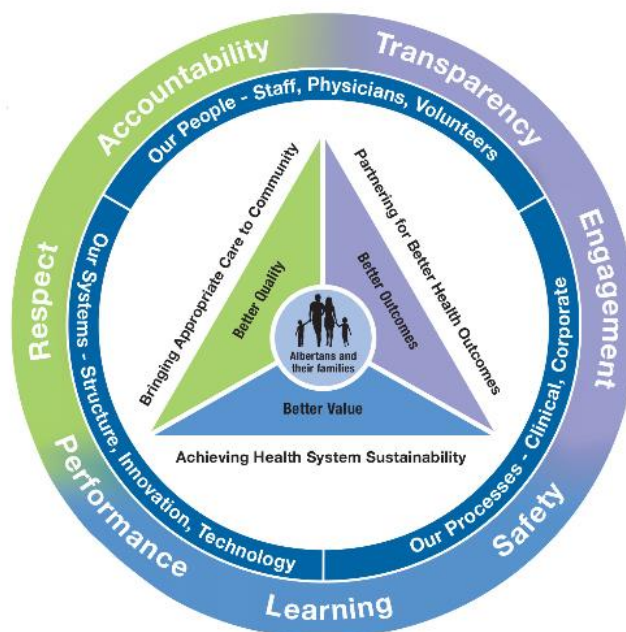 Accountability
Transparency
Engagement
Safety
Learning
Performance
Respect
Our People - Staff, Physicians, Volunteers
Our Processes - Clinical, Corporate
Our Systems - Structure, Innovation, Technology
Bringing Appropriate Care to Community
Partnering for Better Health Outcomes
Better Quality
Better Outcomes
Albertans and
their families
Better Value
Achieving Health System Sustainability